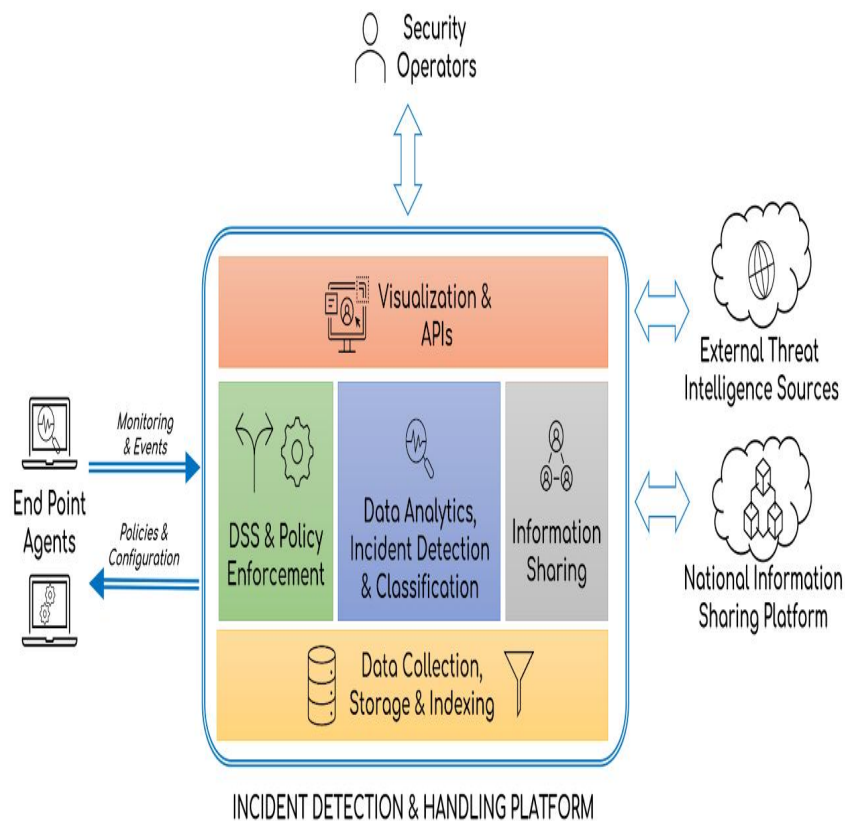 Security
Operators
Visualization &
APIs
External Threat
Intelligence Sources
Monitoring
& Events
End Point
Agents
Policies &
Configuration
DSS & Policy
Enforcement
Data Analytics,
Incident Detection
& Classification
Information
Sharing
National Information
Sharing Platform
Data Collection,
Storage & Indexing
INCIDENT DETECTION & HANDLING PLATFORM